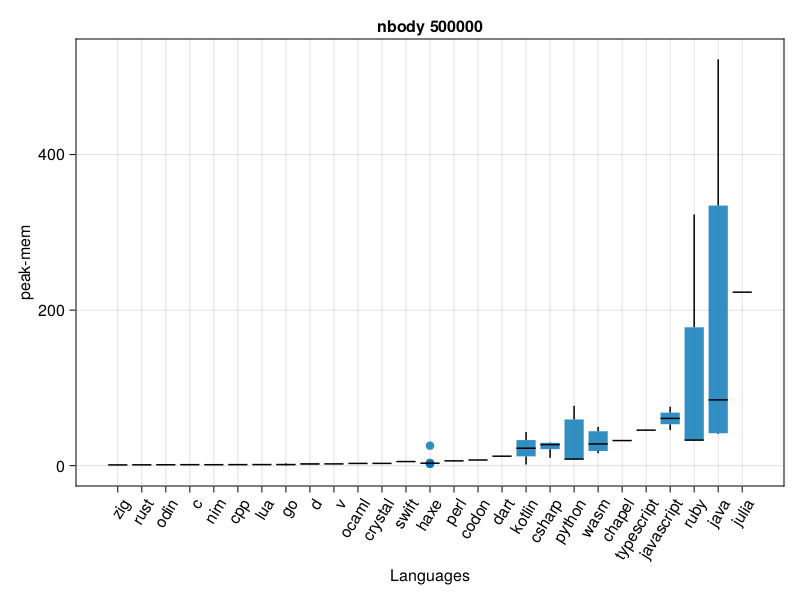 nbody 500000
peak-mem
400
200
0
zig
rust
odin
c
nim
cpp
lua
go
d
v
ocaml
crystal
swift
haxe
perl
codon
dart
kotlin
csharp
python
wasm
chapel
typescript
javascript
ruby
java
julia
Languages